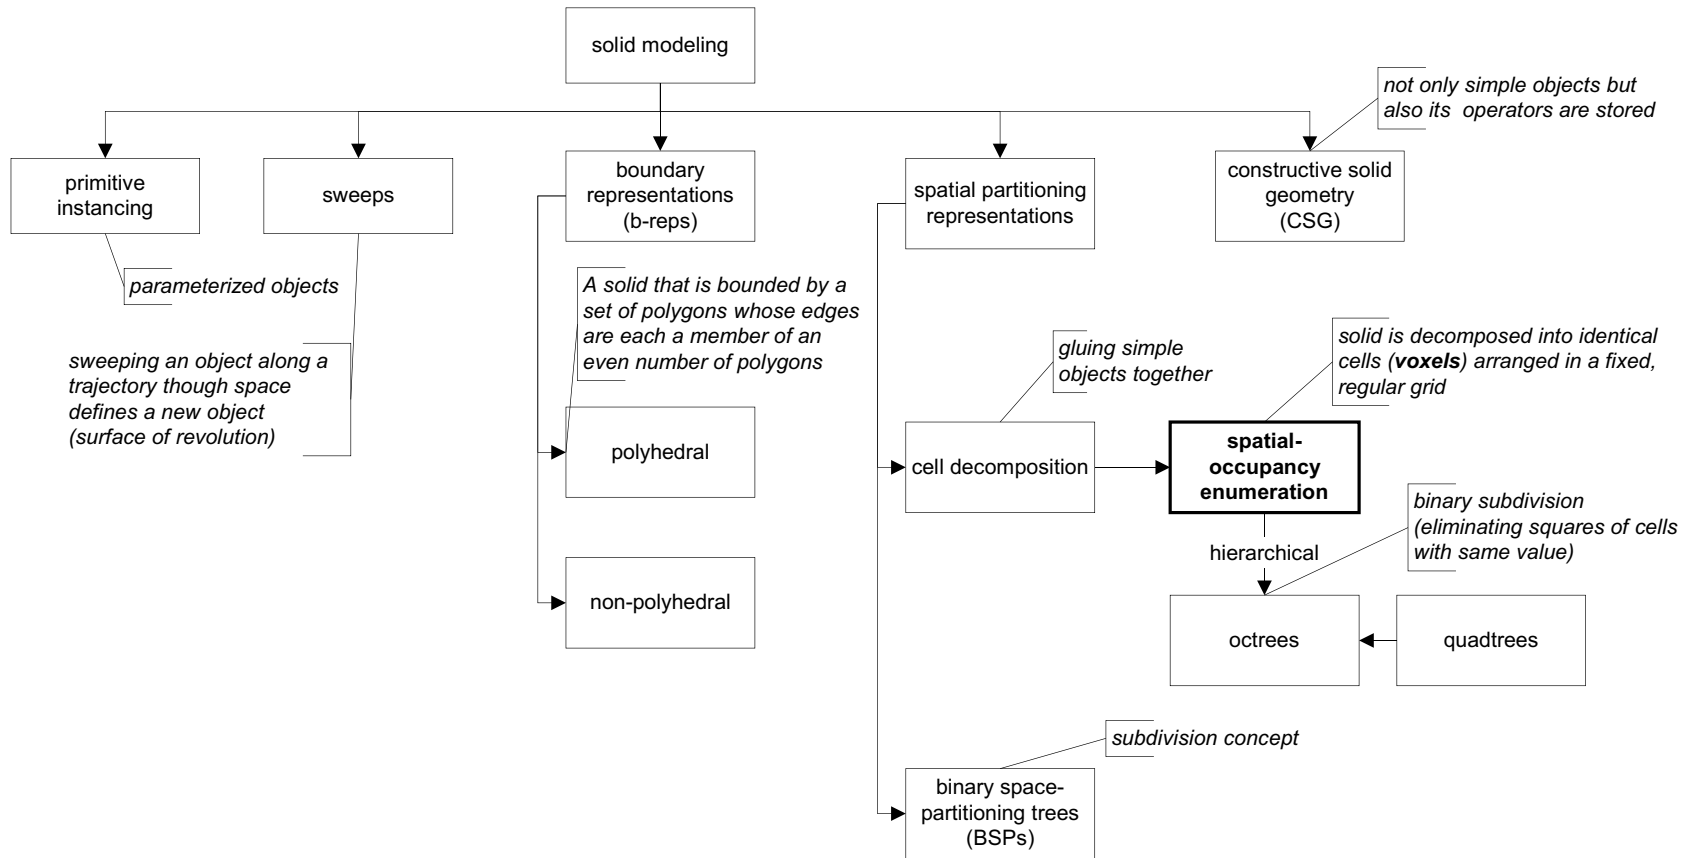 solid modeling
not only simple objects but
also its operators are stored
primitive
instancing
sweeps
boundary
representations
(b-reps)
spatial partitioning
representations
constructive solid
geometry
(CSG)
parameterized objects
A solid that is bounded by a
set of polygons whose edges
are each a member of an
even number of polygons
sweeping an object along a
trajectory though space
defines a new object
(surface of revolution)
gluing simple
objects together
solid is decomposed into identical
cells (voxels) arranged in a fixed,
regular grid
polyhedral
cell decomposition
spatial-
occupancy
enumeration
binary subdivision
(eliminating squares of cells
with same value)
hierarchical
non-polyhedral
octrees
quadtrees
subdivision concept
binary space-
partitioning trees
(BSPs)